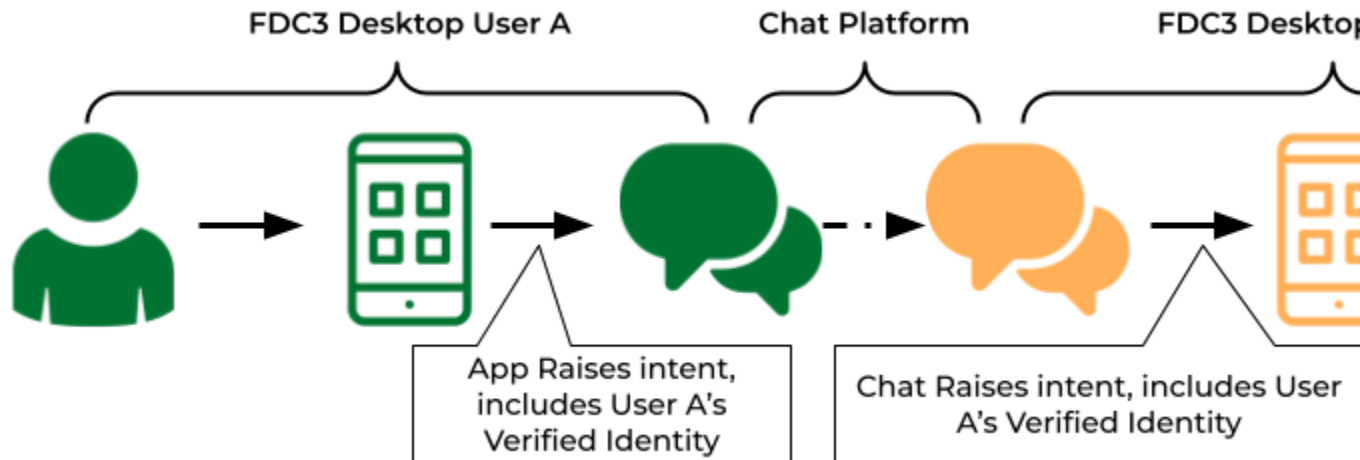 FDC3 Desktop User A
Chat Platform
FDC3
App Raises intent,
includes User A's
Verified Identity
Chat Raises intent, includes User
A's Verified Identity